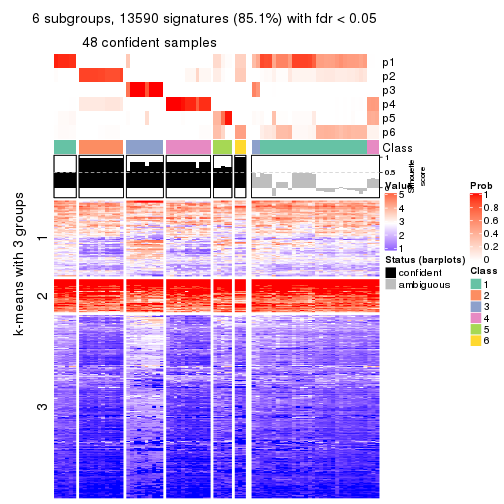 6 subgroups, 13590 signatures (85.1%) with fdr < 0.05
48 confident samples
p1
p2
p3
p4
p5
p6
Class
1
0.5
0
Silhouette
score
k-means with 3 groups
1
2
3
Value
5
4
3
2
1
Status (barplots)
confident
ambiguous
Prob
1
0.8
0.6
0.4
0.2
0
Class
1
2
3
4
5
6